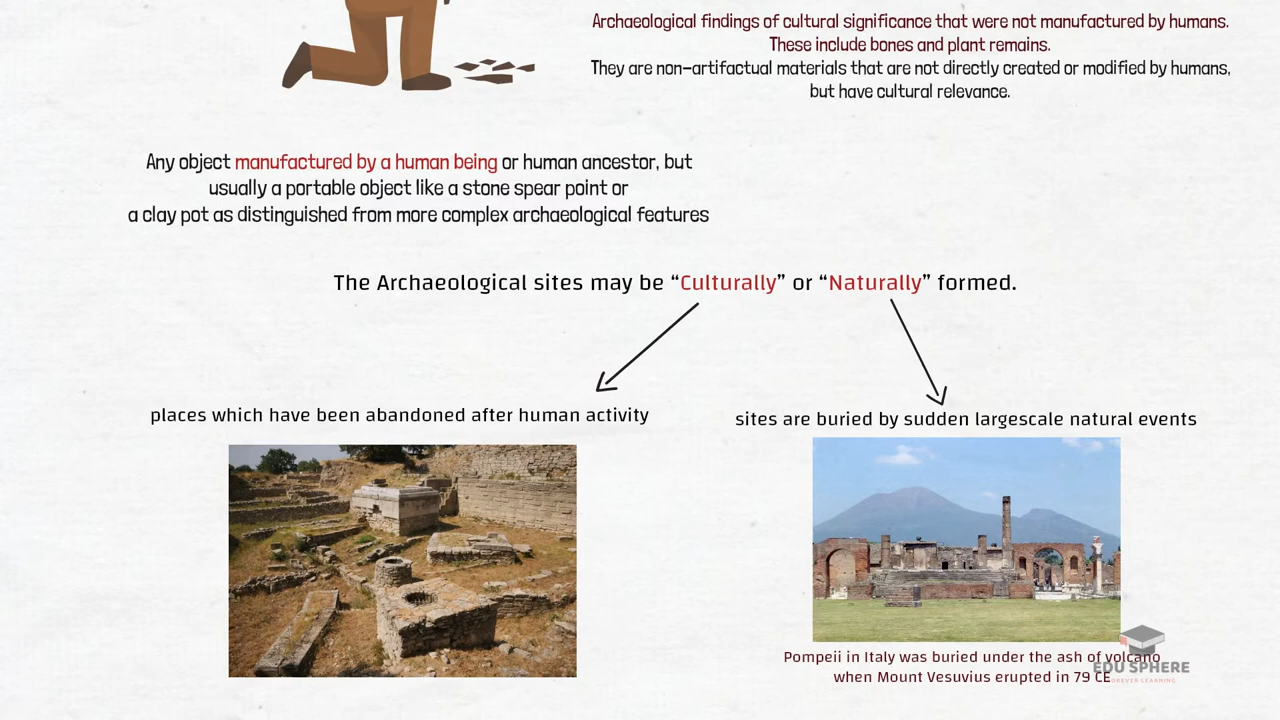 Archaeological findings of cultural significance that were not manufactured by humans.
These include bones and plant remains.
They are non-artifactual materials that are not directly created or modified by humans,
but have cultural relevance.
Any object manufactured by a human being or human ancestor, but
usually a portable object like a stone spear point or
a clay pot as distinguished from more complex archaeological features
The Archaeological sites may be “Culturally” or “Naturally” formed.
places which have been abandoned after human activity
sites are buried by sudden largescale natural events
Pompeii in Italy was buried under the ash of volcano
when Mount Vesuvius erupted in 79 CE
EDU SPHERE
FOREVER LEARNING